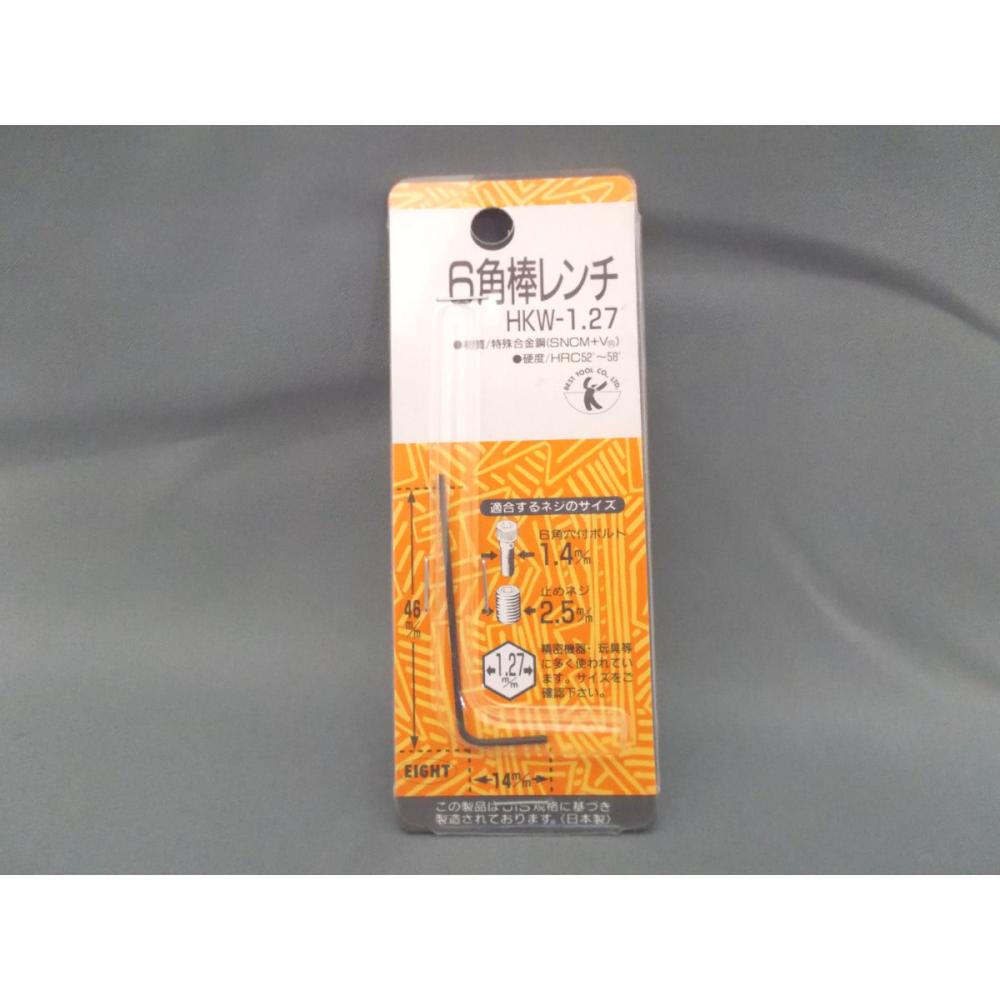 6角棒レンチ
HKW-1.27
●材質/特殊合金鋼(SNCM+V㊕)
●硬度/HRC52°~58°
BEST TOOL CO., LTD.
適合するネジのサイズ
6角穴付ボルト
1.4m/m
止めネジ
2.5m/m
46m/m
1.27m/m
精密機器・玩具等
に多く使われてい
ます。サイズをご
確認下さい。
EIGHT
14m/m
この製品はJIS規格に基づき
製造されております。(日本製)